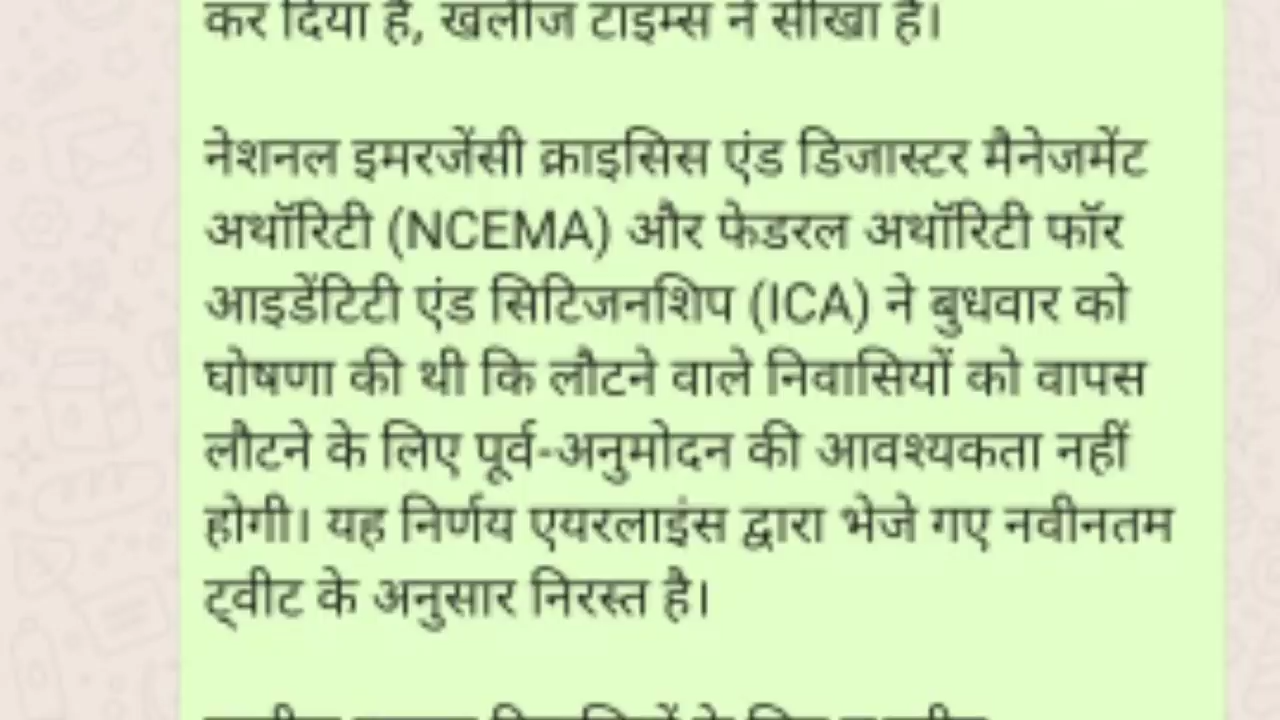 कर दिया है, खलीज टाइम्स ने सीखा है।
नेशनल इमरजेंसी क्राइसिस एंड डिजास्टर मैनेजमेंट
अथॉरिटी (NCEMA) और फेडरल अथॉरिटी फॉर
आइडेंटिटी एंड सिटिजनशिप (ICA) ने बुधवार को
घोषणा की थी कि लौटने वाले निवासियों को वापस
लौटने के लिए पूर्व-अनुमोदन की आवश्यकता नहीं
होगी। यह निर्णय एयरलाइंस द्वारा भेजे गए नवीनतम
ट्वीट के अनुसार निरस्त है।